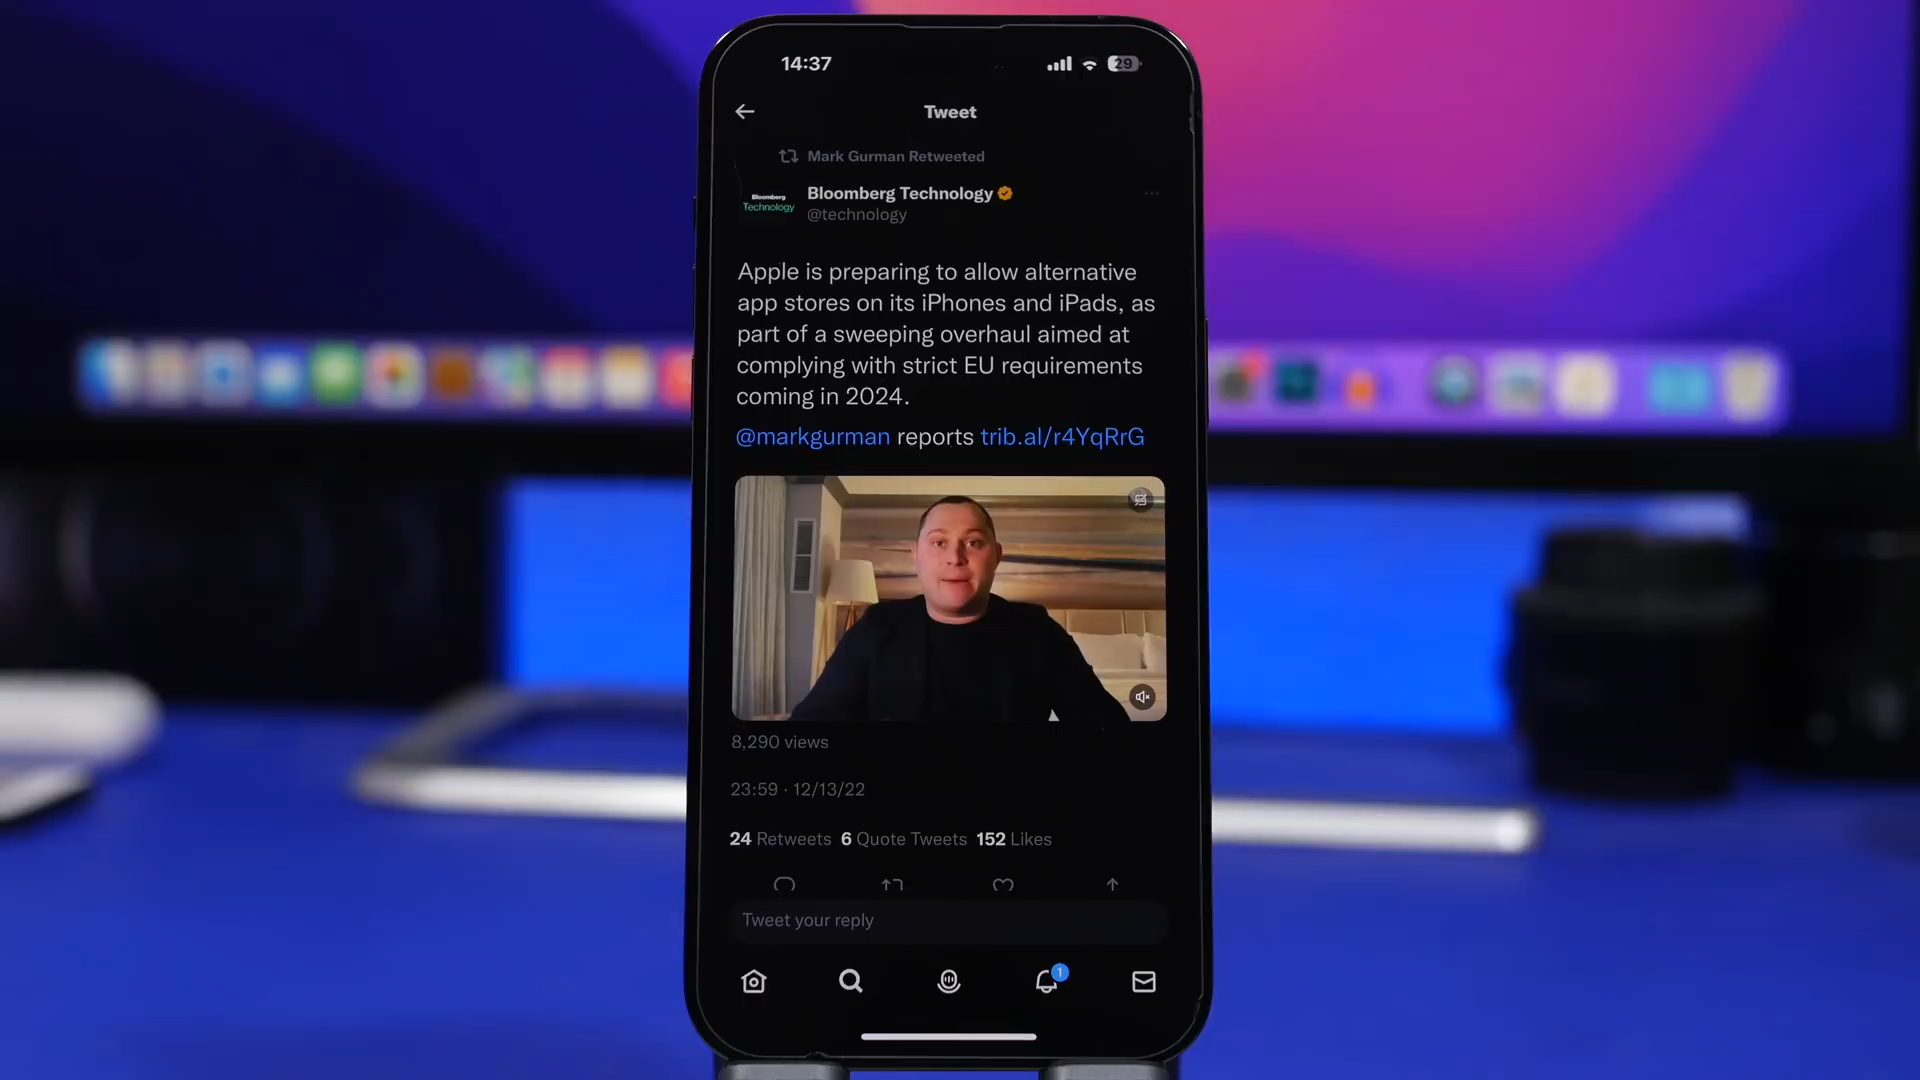 14:37
29
Tweet
Mark Gurman Retweeted
Bloomberg
Technology
Bloomberg Technology
@technology
Apple is preparing to allow alternative
app stores on its iPhones and iPads, as
part of a sweeping overhaul aimed at
complying with strict EU requirements
coming in 2024.
@markgurman reports trib.al/r4YqRrG
8,290 views
23:59 · 12/13/22
24 Retweets 6 Quote Tweets 152 Likes
Tweet your reply
1